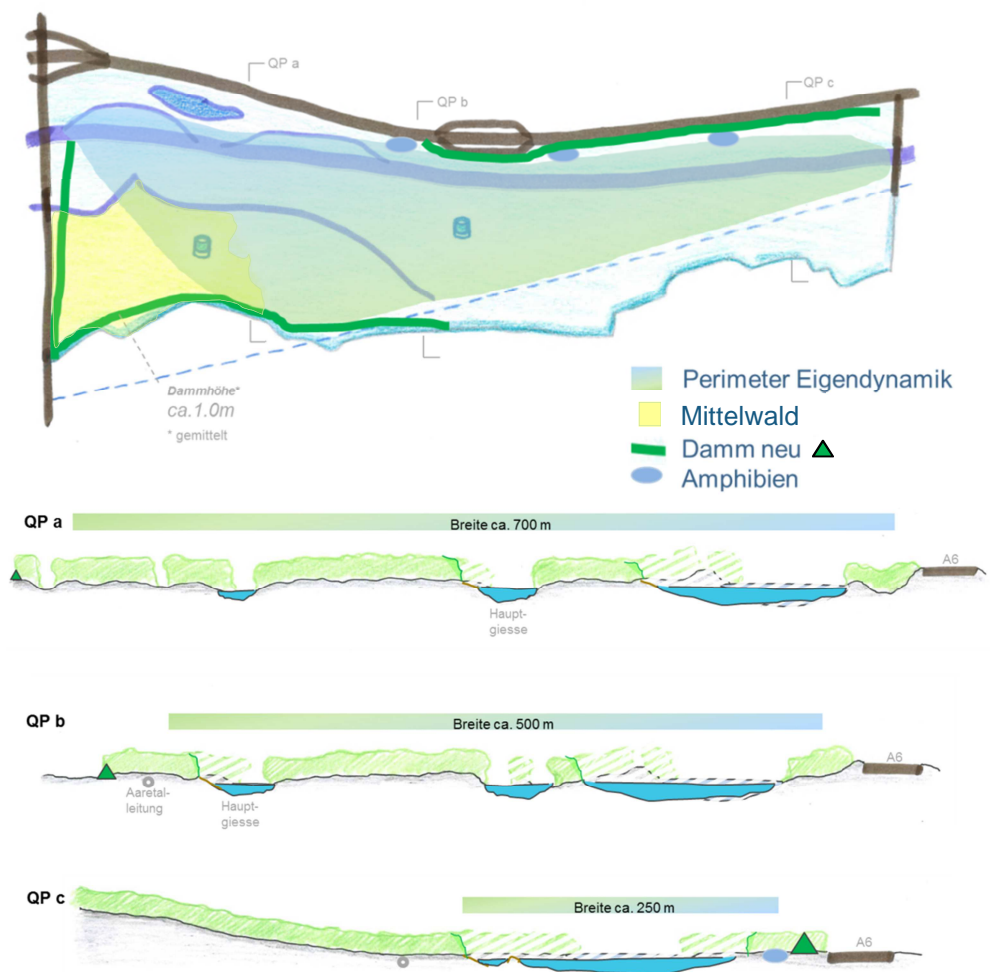 QP a
QP b
QP c
Dammhöhe*
ca.1.0m
* gemittelt
Perimeter Eigendynamik
Mittelwald
Damm neu
Amphibien
QP a
Breite ca. 700 m
A6
Haupt-
giesse
QP b
Breite ca. 500 m
A6
Aaretal-
leitung
Haupt-
giesse
QP c
Breite ca. 250 m
A6